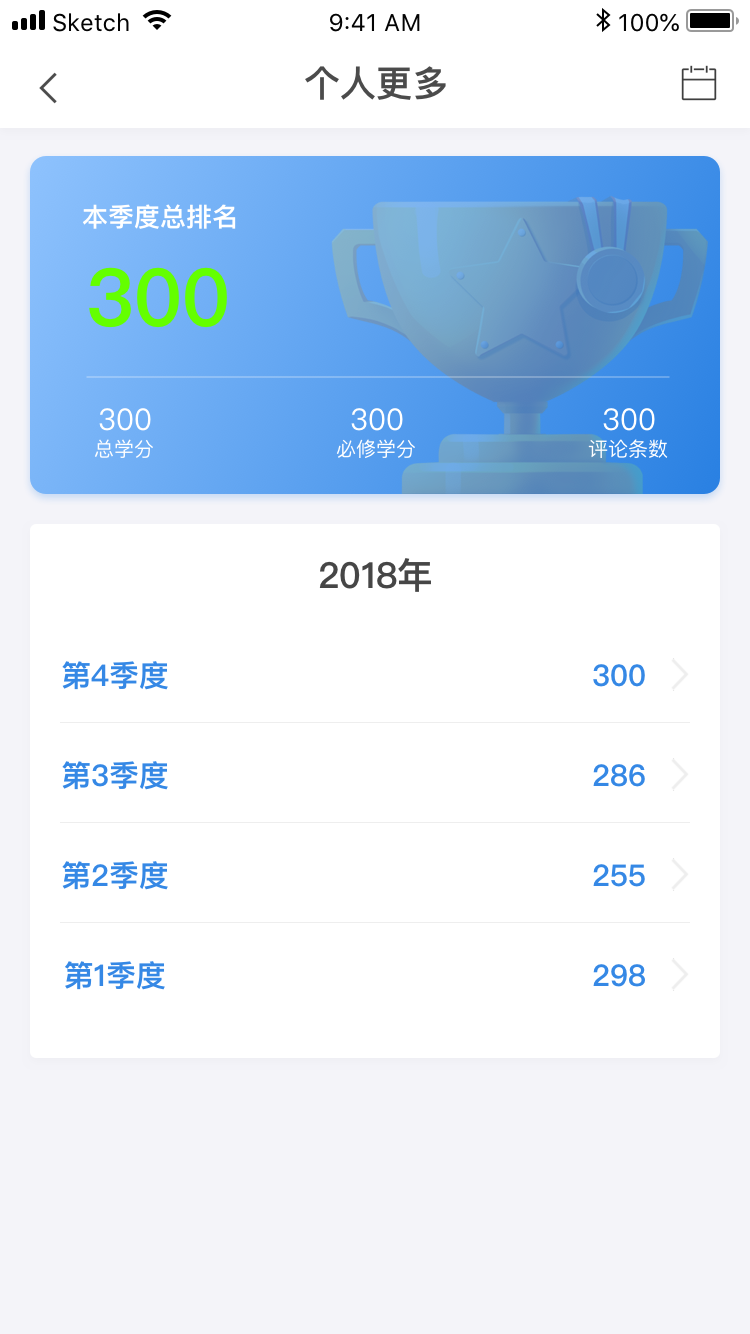 Sketch 9:41 AM 100%
个人更多
本季度总排名
300
300 300 300
总学分 必修学分 评论条数
2018年
第4季度 300
第3季度 286
第2季度 255
第1季度 298